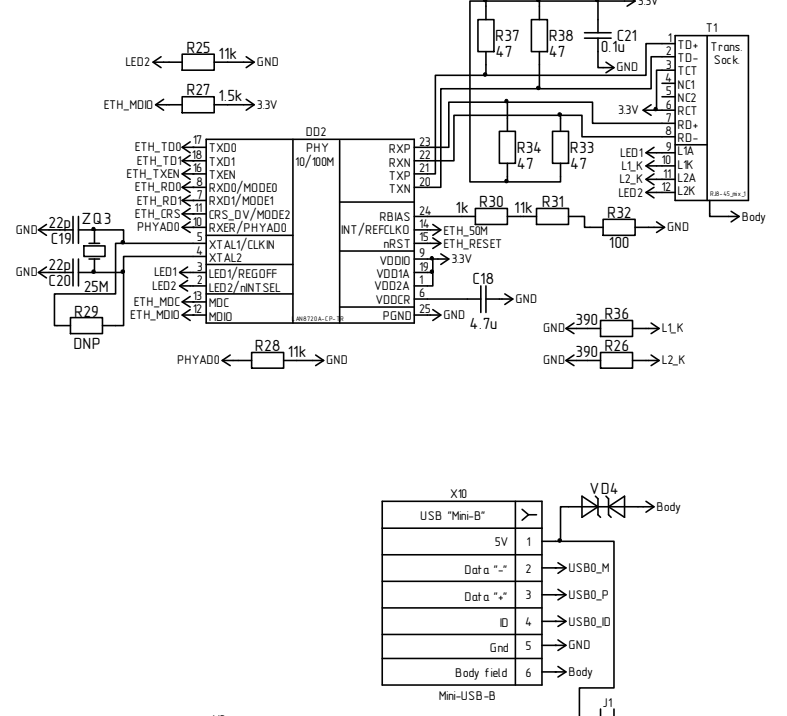 3.3V
R37
47
R38
47
C21
0.1u
GND
T1
1 TD+
2 TD-
3 TCT
4 NC1
5 NC2
6 RCT
7 RD+
8 RD-
9 L1A
10 L1K
11 L2A
12 L2K
Trans.
Sock.
3.3V
LED1
L1_K
L2_K
LED2
Body
R25
LED2 11k GND
R27
ETH_MDIO 1.5k 3.3V
R34
47
R33
47
DD2
PHY
10/100M
ETH_TD0 17 TXD0
ETH_TD1 18 TXD1
ETH_TXEN 16 TXEN
ETH_RD0 8 RXD0/MODE0
ETH_RD1 7 RXD1/MODE1
ETH_CRS 11 CRS_DV/MODE2
PHYAD0 10 RXER/PHYAD0
5 XTAL1/CLKIN
4 XTAL2
LED1 3 LED1/REGOFF
LED2 2 LED2/nINTSEL
ETH_MDC 13 MDC
ETH_MDIO 12 MDIO
LAN8720A-CP-TR
RXP 23
RXN 22
TXP 21
TXN 20
RBIAS 24
INT/REFCLKO 14 ETH_50M
nRST 15 ETH_RESET
VDDIO 9 3.3V
VDD1A 19
VDD2A 1
VDDCR 6
PGND 25 GND
1k R30 11k R31
R32
100
GND
C18
4.7u
GND
GND 22p
C19
ZQ3
GND 22p
C20
25M
R29
DNP
R28
PHYAD0 11k GND
R36
GND 390 L1_K
R26
GND 390 L2_K
X10
USB "Mini-B"
5V 1
Data "-" 2 USB0_M
Data "+" 3 USB0_P
ID 4 USB0_ID
Gnd 5 GND
Body field 6 Body
Mini-USB-B
VD4
Body
J1